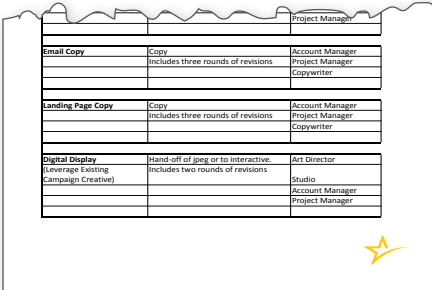 Project Manager
Email Copy Copy Account Manager
Includes three rounds of revisions Project Manager
Copywriter
Landing Page Copy Copy Account Manager
Includes three rounds of revisions Project Manager
Copywriter
Digital Display Hand-off of jpeg or to interactive. Art Director
(Leverage Existing Includes two rounds of revisions
Campaign Creative) Studio
Account Manager
Project Manager